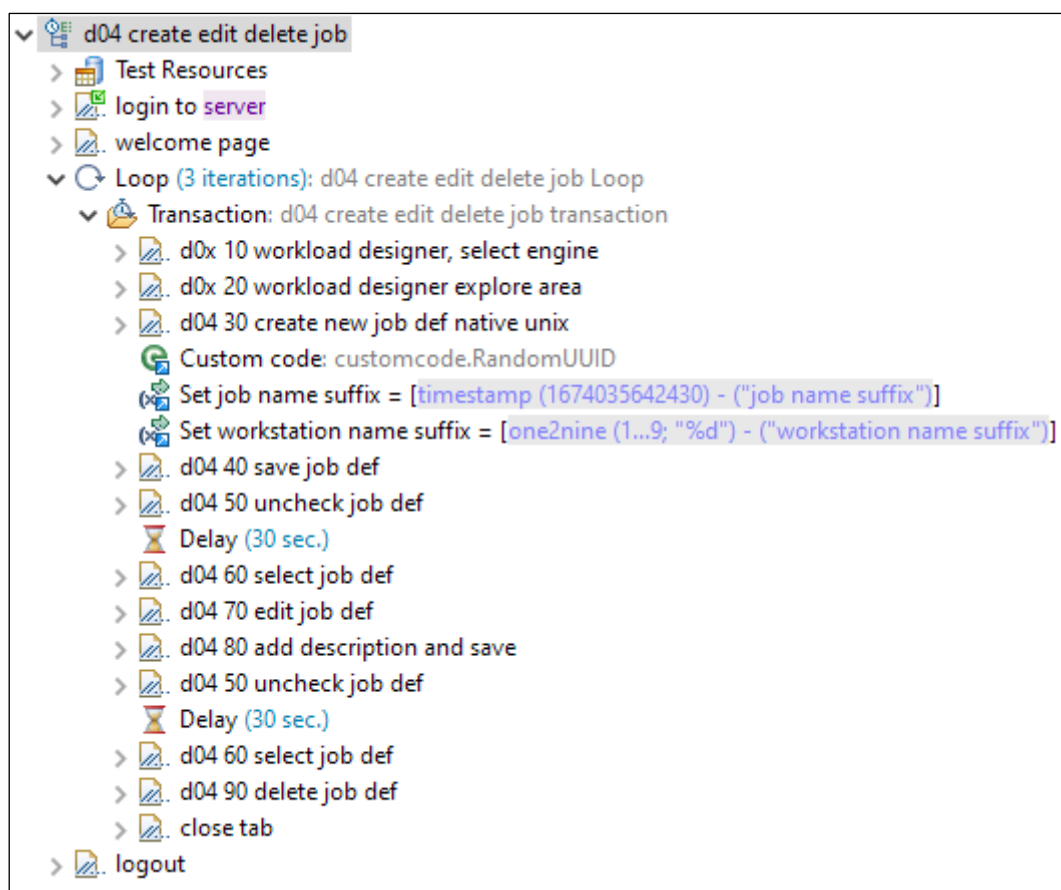 d04 create edit delete job
Test Resources
login to server
welcome page
Loop (3 iterations): d04 create edit delete job Loop
Transaction: d04 create edit delete job transaction
d0x 10 workload designer, select engine
d0x 20 workload designer explore area
d04 30 create new job def native unix
Custom code: customcode.RandomUUID
Set job name suffix = [timestamp (1674035642430) - ("job name suffix")]
Set workstation name suffix = [one2nine (1...9; "%d") - ("workstation name suffix")]
d04 40 save job def
d04 50 uncheck job def
Delay (30 sec.)
d04 60 select job def
d04 70 edit job def
d04 80 add description and save
d04 50 uncheck job def
Delay (30 sec.)
d04 60 select job def
d04 90 delete job def
close tab
logout